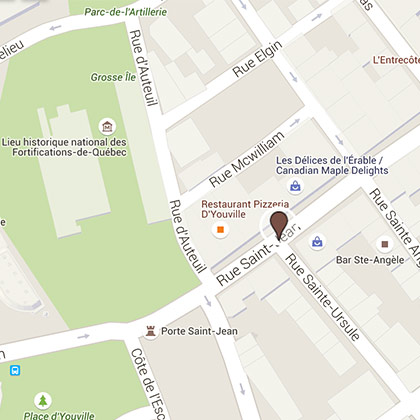 Parc-de-l'Artillerie
elieu
Rue d'Auteuil
Rue Elgin
L'Entrecôte
Grosse Île
Lieu historique national des
Fortifications-de-Québec
Rue Mcwilliam
Les Délices de l'Érable /
Canadian Maple Delights
Restaurant Pizzeria
D'Youville
Rue d'Auteuil
Rue Saint-Jean
Rue Sainte An
Bar Ste-Angèle
Rue Sainte-Ursule
Porte Saint-Jean
n
Côte de l'Esc
Place d'Youville